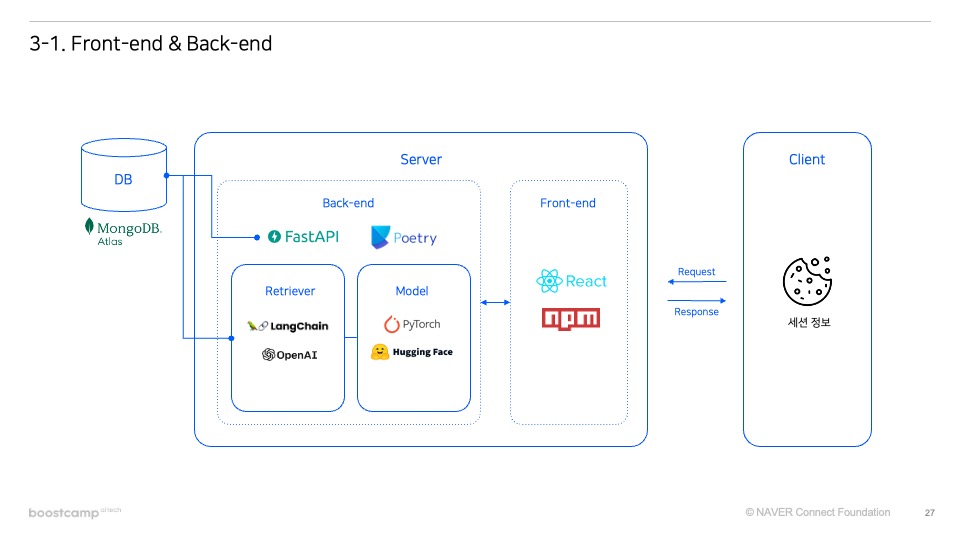 3-1. Front-end & Back-end
DB
MongoDB.
Atlas
Server
Back-end
FastAPI
Poetry
Retriever
LangChain
OpenAI
Model
PyTorch
Hugging Face
Front-end
React
npm
Request
Response
Client
세션 정보
boostcamp ai tech
© NAVER Connect Foundation
27